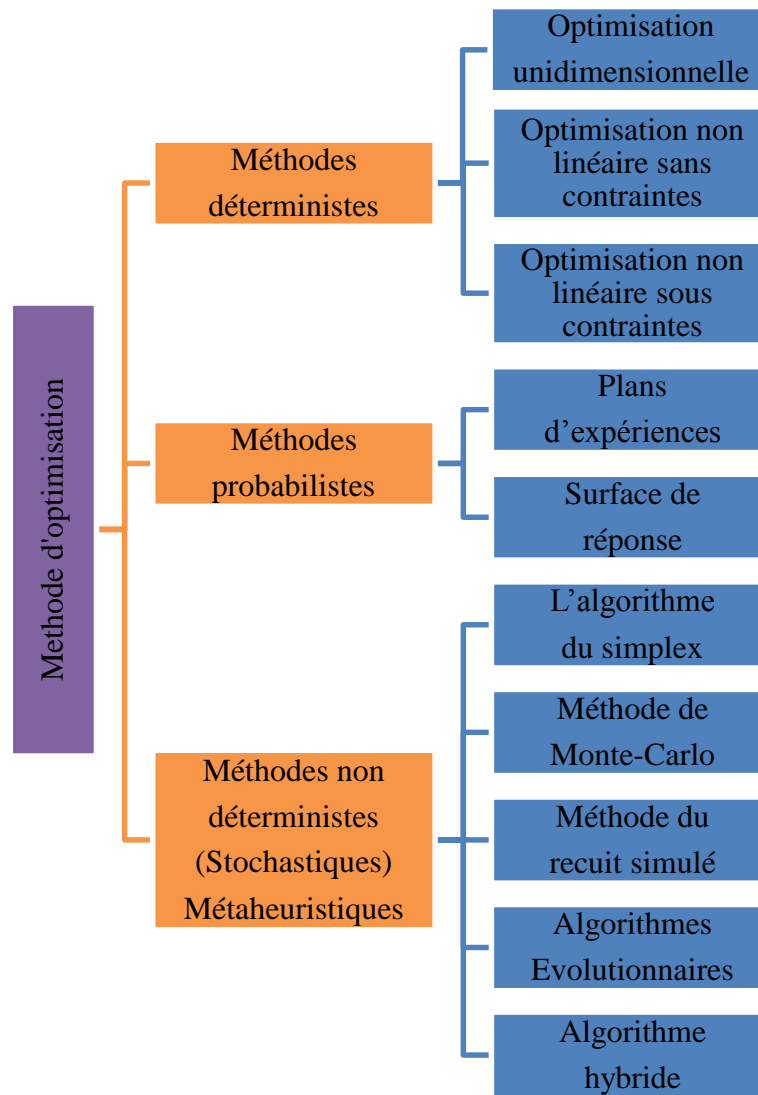 Methode d'optimisation
Méthodes
déterministes
Optimisation
unidimensionnelle
Optimisation non
linéaire sans
contraintes
Optimisation non
linéaire sous
contraintes
Méthodes
probabilistes
Plans
d’expériences
Surface de
réponse
Méthodes non
déterministes
(Stochastiques)
Métaheuristiques
L’algorithme
du simplex
Méthode de
Monte-Carlo
Méthode du
recuit simulé
Algorithmes
Evolutionnaires
Algorithme
hybride